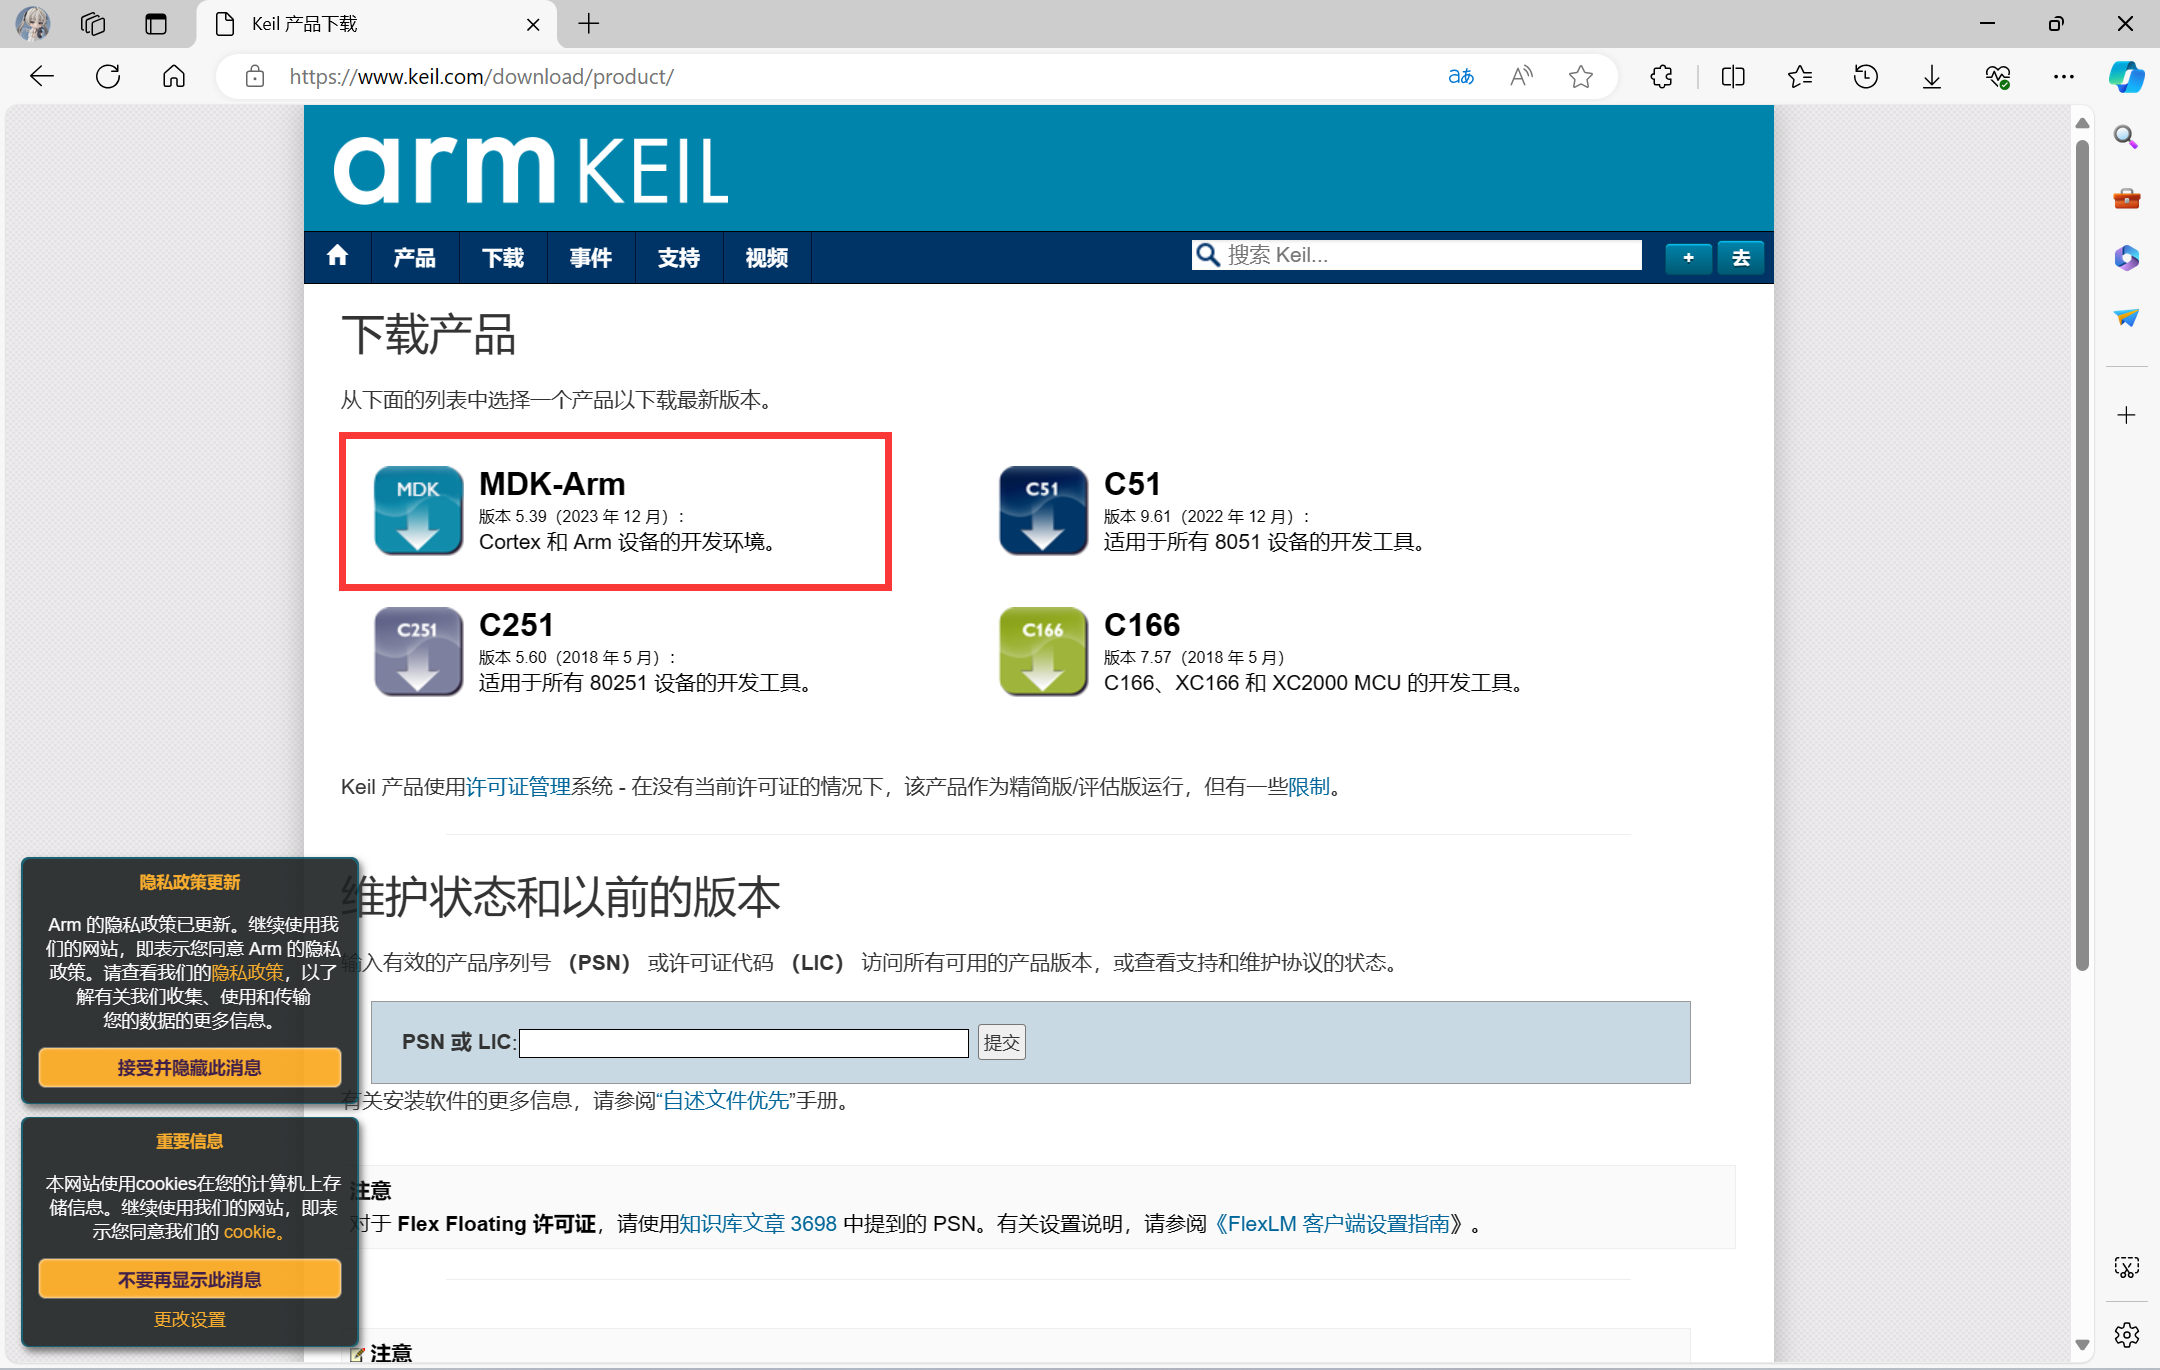 Keil 产品下载
https://www.keil.com/download/product/
arm KEIL
产品 下载 事件 支持 视频
搜索 Keil...
+ 去
下载产品
从下面的列表中选择一个产品以下载最新版本。
MDK
MDK-Arm
版本 5.39（2023 年 12 月）：
Cortex 和 Arm 设备的开发环境。
C51
C51
版本 9.61（2022 年 12 月）：
适用于所有 8051 设备的开发工具。
C251
C251
版本 5.60（2018 年 5 月）：
适用于所有 80251 设备的开发工具。
C166
C166
版本 7.57（2018 年 5 月）
C166、XC166 和 XC2000 MCU 的开发工具。
Keil 产品使用许可证管理系统 - 在没有当前许可证的情况下，该产品作为精简版/评估版运行，但有一些限制。
维护状态和以前的版本
输入有效的产品序列号 （PSN） 或许可证代码 （LIC） 访问所有可用的产品版本，或查看支持和维护协议的状态。
PSN 或 LIC:
提交
有关安装软件的更多信息，请参阅“自述文件优先”手册。
注意
对于 Flex Floating 许可证，请使用知识库文章 3698 中提到的 PSN。有关设置说明，请参阅《FlexLM 客户端设置指南》。
注意
隐私政策更新
Arm 的隐私政策已更新。继续使用我
们的网站，即表示您同意 Arm 的隐私
政策。请查看我们的隐私政策，以了
解有关我们收集、使用和传输
您的数据的更多信息。
接受并隐藏此消息
重要信息
本网站使用cookies在您的计算机上存
储信息。继续使用我们的网站，即表
示您同意我们的 cookie。
不要再显示此消息
更改设置